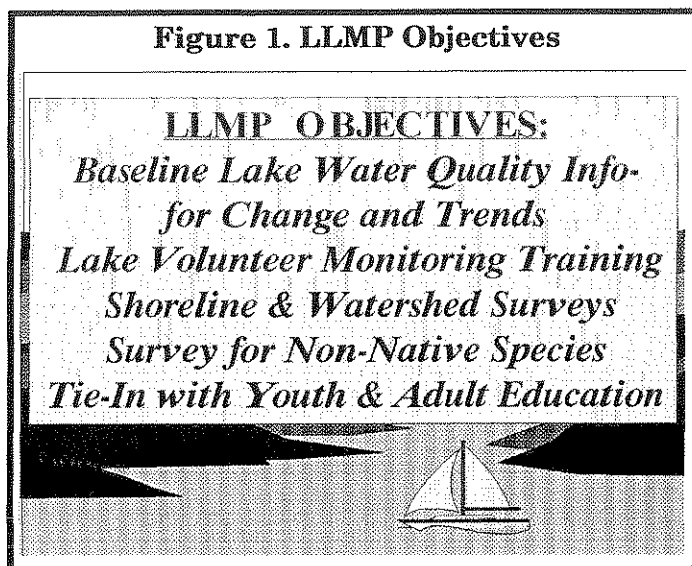 Figure 1. LLMP Objectives
LLMP OBJECTIVES:
Baseline Lake Water Quality Info-
for Change and Trends
Lake Volunteer Monitoring Training
Shoreline & Watershed Surveys
Survey for Non-Native Species
Tie-In with Youth & Adult Education